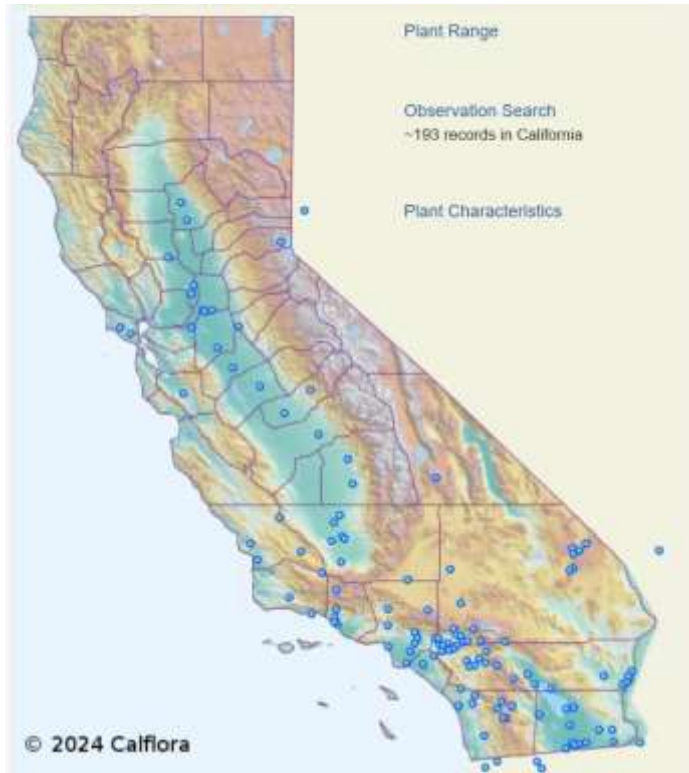 Plant Range
Observation Search
~193 records in California
Plant Characteristics
© 2024 Calflora